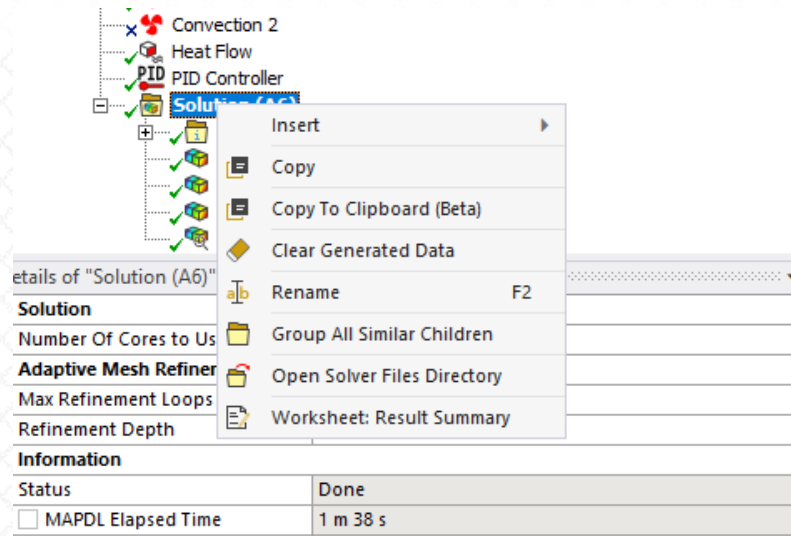 Convection 2
Heat Flow
PID PID Controller
Solution (A6)
Insert
Copy
Copy To Clipboard (Beta)
Clear Generated Data
Rename F2
Group All Similar Children
Open Solver Files Directory
Worksheet: Result Summary
etails of "Solution (A6)"
Solution
Number Of Cores to Us
Adaptive Mesh Refiner
Max Refinement Loops
Refinement Depth
Information
Status Done
MAPDL Elapsed Time 1 m 38 s